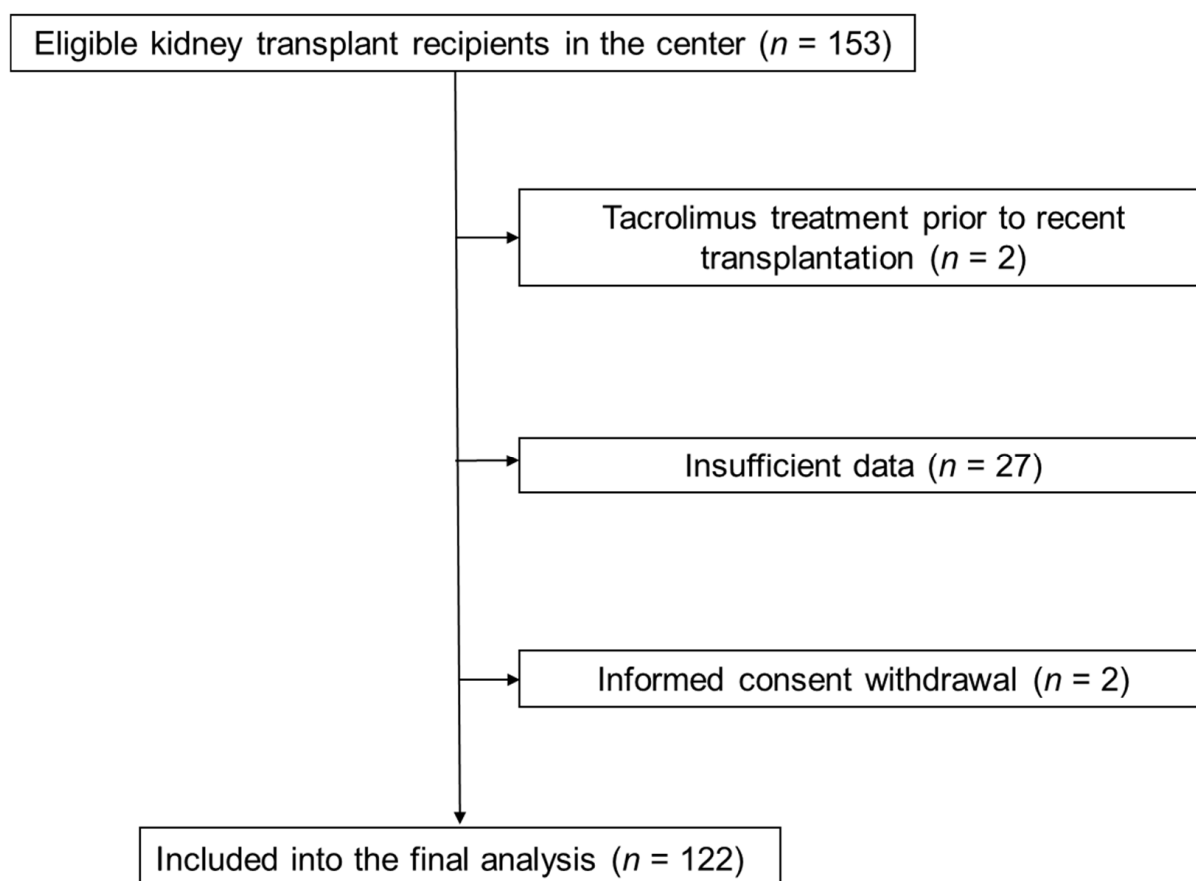 Eligible kidney transplant recipients in the center (n = 153)
Tacrolimus treatment prior to recent
transplantation (n = 2)
Insufficient data (n = 27)
Informed consent withdrawal (n = 2)
Included into the final analysis (n = 122)